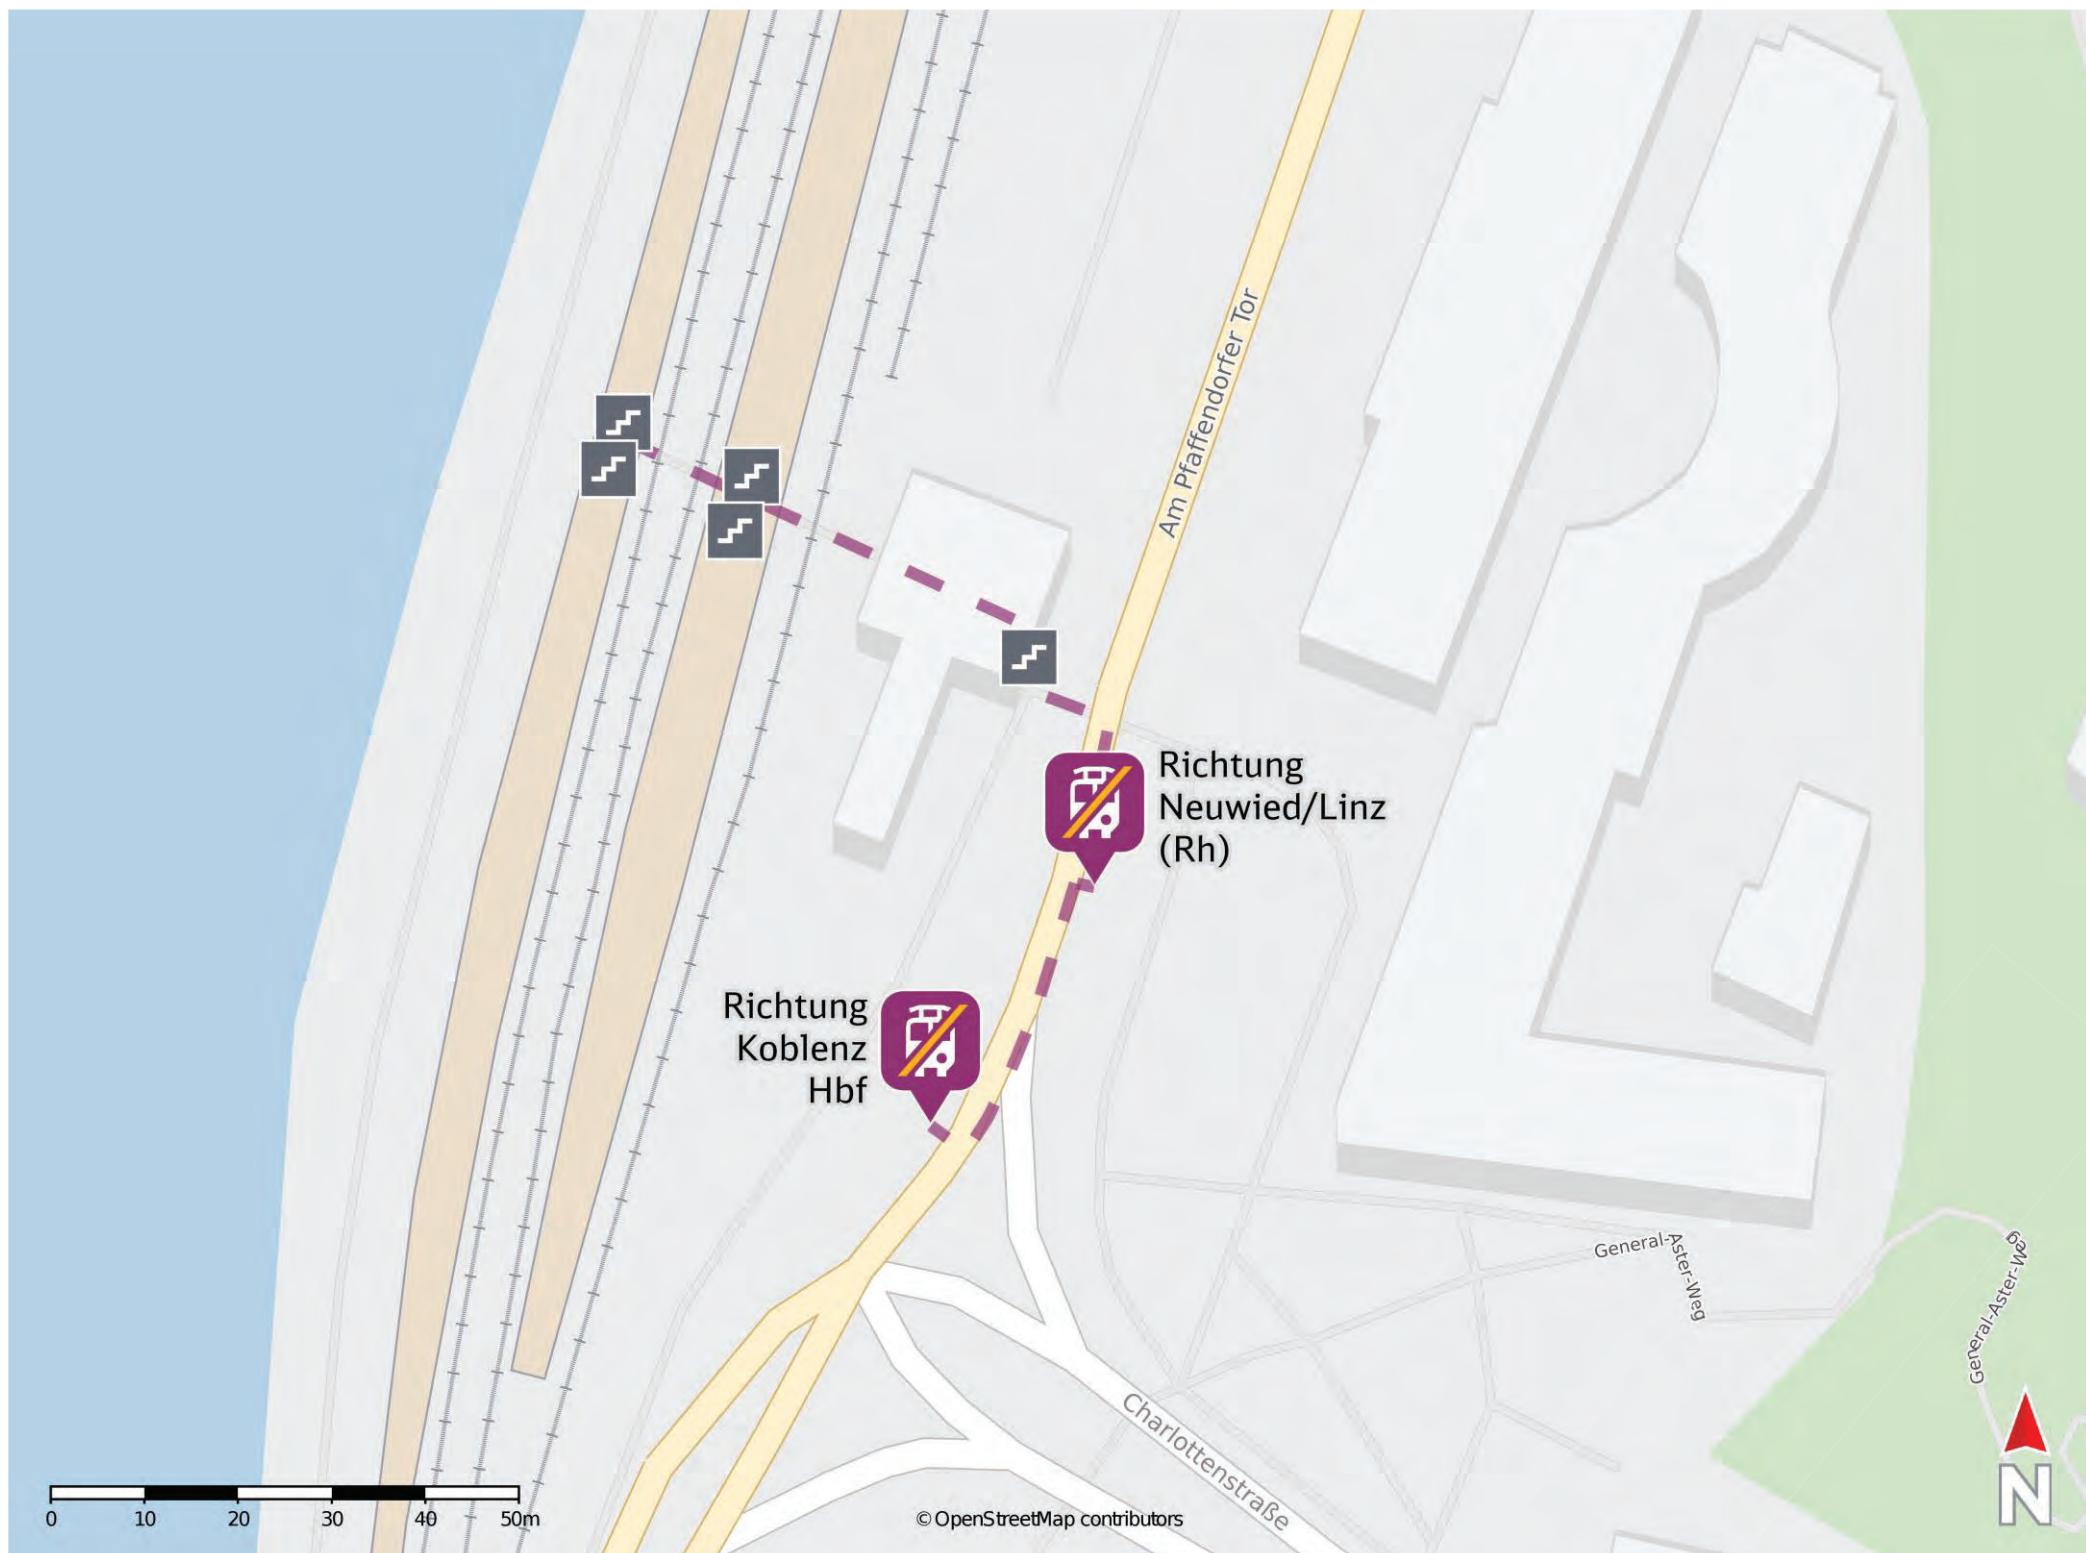 Am Pfaffendorfer Tor
Richtung
Neuwied/Linz
(Rh)
Richtung
Koblenz
Hbf
General-Aster-Weg
General-Aster-Weg
Charlottenstraße
0 10 20 30 40 50m
© OpenStreetMap contributors
N